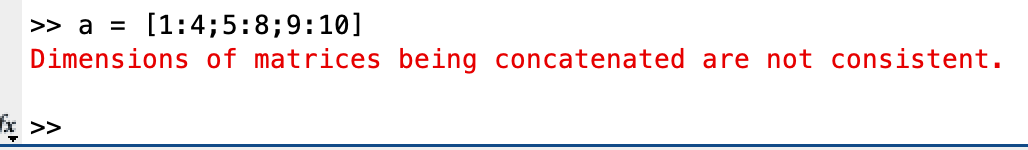 >> a = [1:4;5:8;9:10]
Dimensions of matrices being concatenated are not consistent.
fx >>